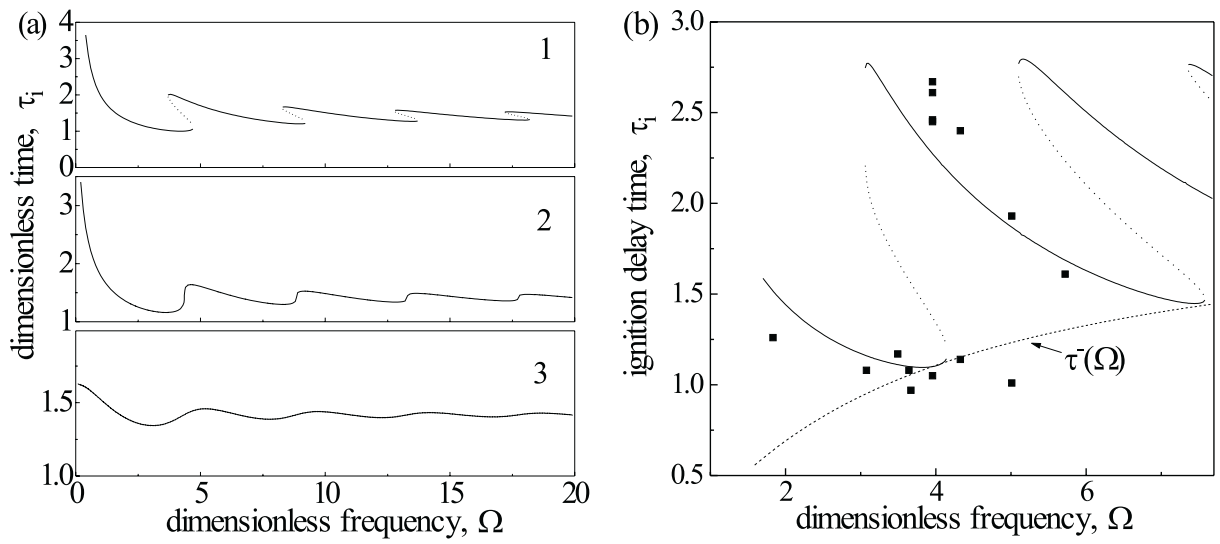 (a)
dimensionless time, τi
4
3
2
1
0
1
3
2
1
2
1.5
1.0
3
0 5 10 15 20
dimensionless frequency, Ω
(b)
ignition delay time, τi
3.0
2.5
2.0
1.5
1.0
0.5
τ-(Ω)
2 4 6
dimensionless frequency, Ω